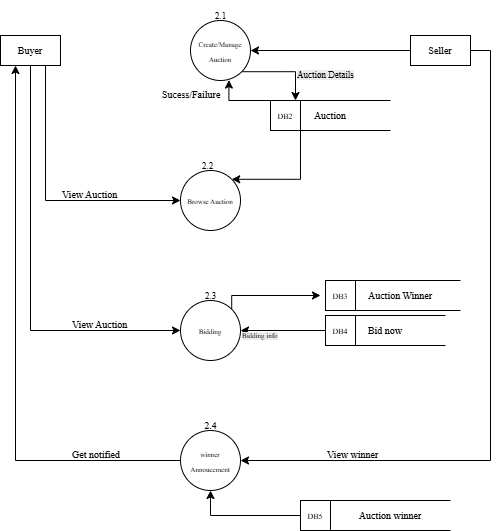 2.1
Buyer
Create/Manage
Auction
Seller
Auction Details
Sucess/Failure
DB2
Auction
2.2
View Auction
Browse Auction
2.3
DB3
Auction Winner
View Auction
Bidding
Bidding info
DB4
Bid now
2.4
Get notified
winner
Annoucement
View winner
DB5
Auction winner